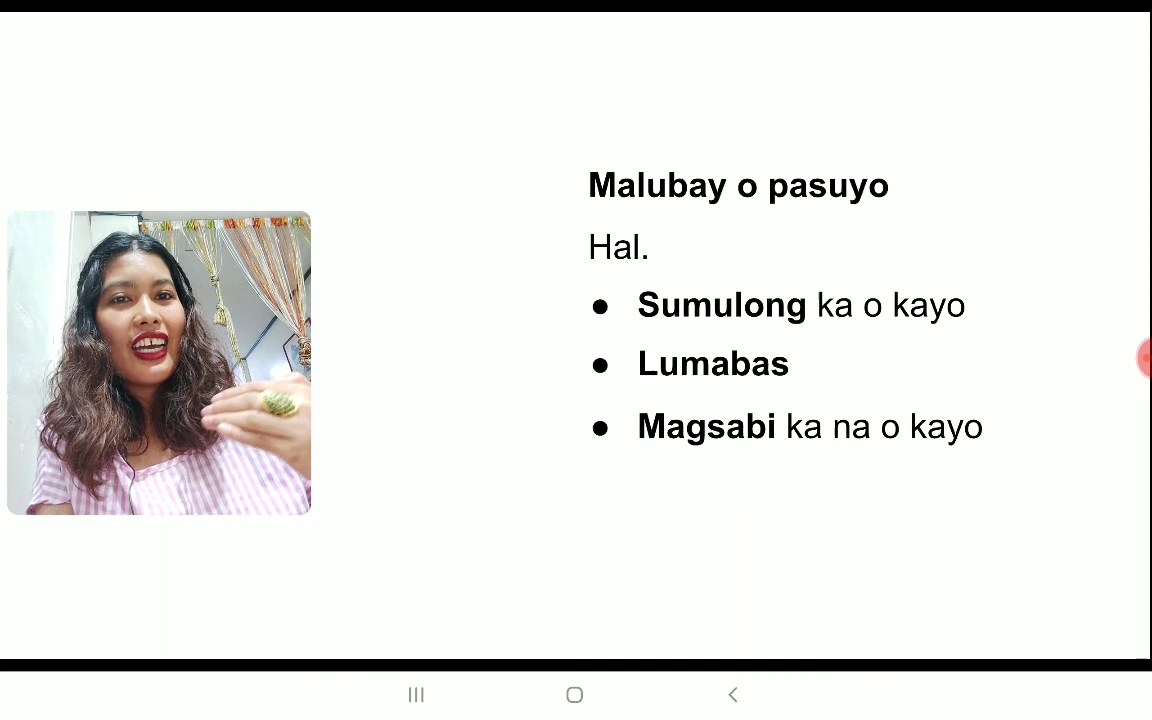 Malubay o pasuyo
Hal.
● Sumulong ka o kayo
● Lumabas
● Magsabi ka na o kayo